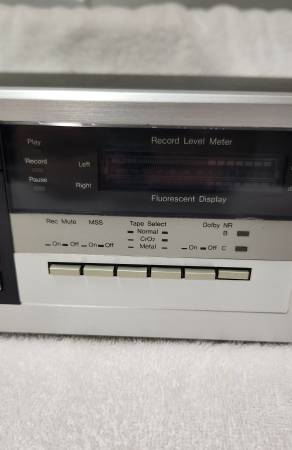 Play
Record Level Meter
Record
Left
Pause
Right
Fluorescent Display
Rec Mute MSS Tape Select Dolby NR
Normal B
CrO2
On Off On Off Metal On Off C